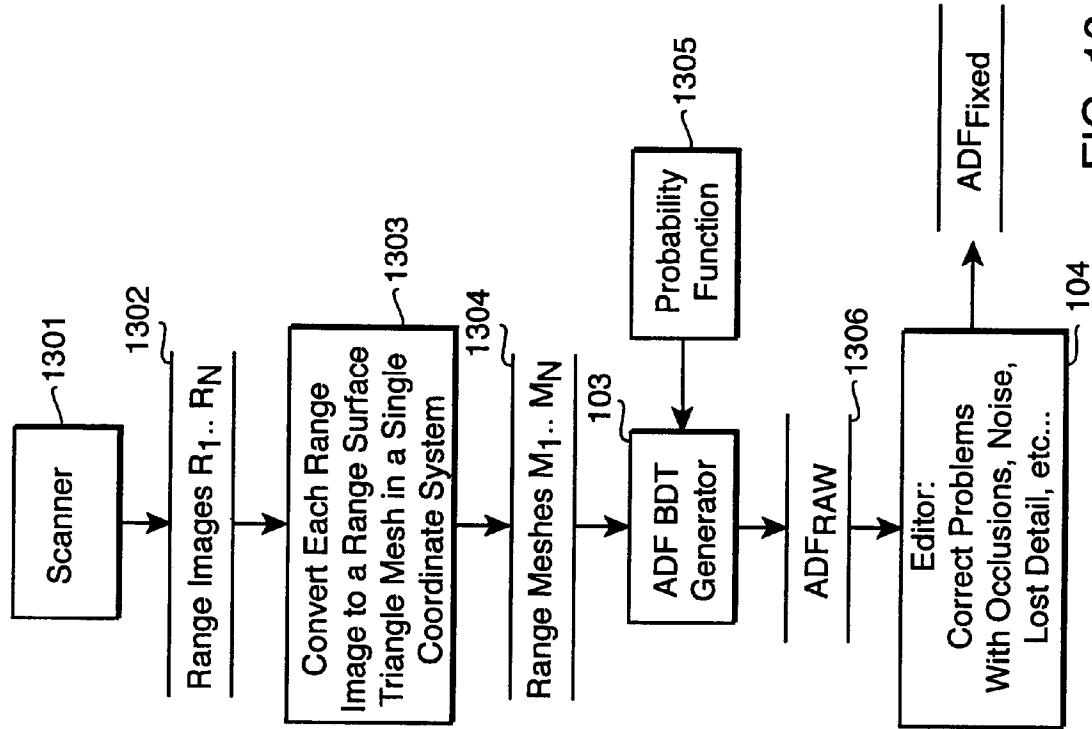 Scanner
1301
1302
Range Images R1.. RN
1303
Convert Each Range
Image to a Range Surface
Triangle Mesh in a Single
Coordinate System
1304
Range Meshes M1.. MN
103
ADF BDT
Generator
1305
Probability
Function
ADFRAW
1306
Editor:
Correct Problems
With Occlusions, Noise,
Lost Detail, etc...
104
ADFFixed
FIG.